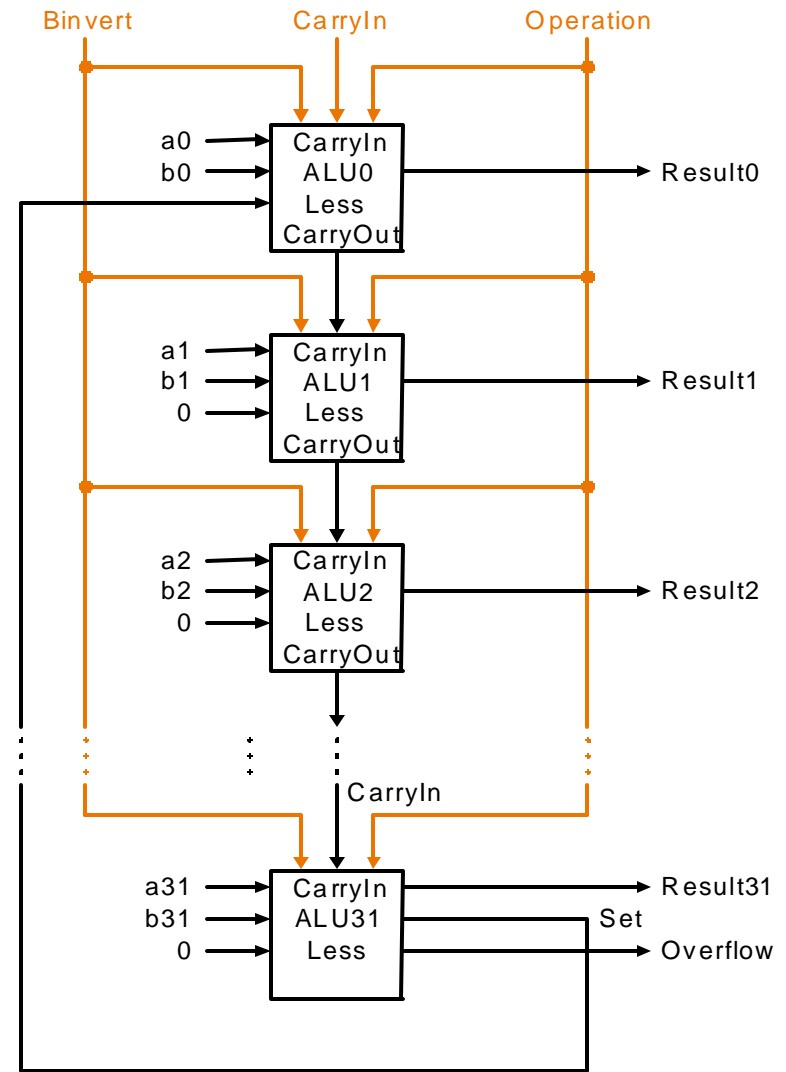 Binvert CarryIn Operation
a0 CarryIn
b0 ALU0 Result0
Less
CarryOut
a1 CarryIn
b1 ALU1 Result1
0 Less
CarryOut
a2 CarryIn
b2 ALU2 Result2
0 Less
CarryOut
CarryIn
a31 CarryIn Result31
b31 ALU31 Set
0 Less Overflow